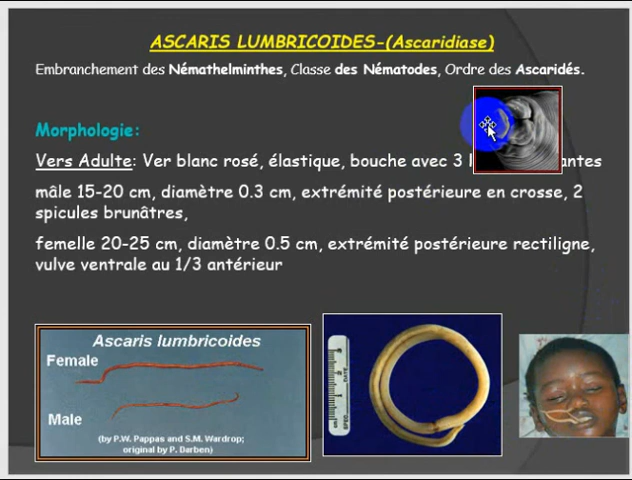 ASCARIS LUMBRICOIDES-(Ascaridiase)
Embranchement des Némathelminthes, Classe des Nématodes, Ordre des Ascaridés.
Morphologie:
Vers Adulte: Ver blanc rosé, élastique, bouche avec 3
mâle 15-20 cm, diamètre 0.3 cm, extrémité postérieure en crosse, 2
spicules brunâtres,
femelle 20-25 cm, diamètre 0.5 cm, extrémité postérieure rectiligne,
vulve ventrale au 1/3 antérieur
Ascaris lumbricoides
Female
Male
(by P.W. Pappas and S.M. Wardrop;
original by P. Darben)